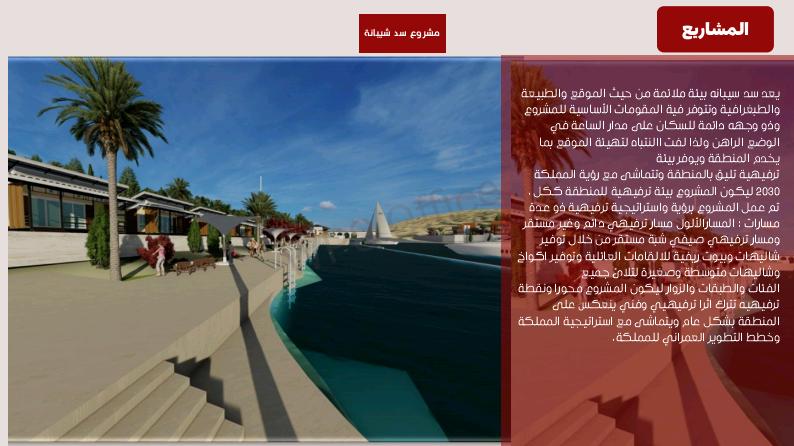 المشاريع
مشروع سد شيبانة
يعد سد سيبانه بيئة ملائمة من حيث الموقع والطبيعة
والطبغرافية وتتوفر فية المقومات الأساسية للمشروع
وذو وجهه دائمة للسكان على مدار الساعة في
الوضع الراهن ولذا لفت االنتباه لتهيئة الموقع بما
يخدم المنطقة ويوفر بيئة
ترفيهية تليق بالمنطقة وتتماشى مع رؤية المملكة
2030 ليكون المشروع بيئة ترفيهية للمنطقة ككل .
تم عمل المشروع برؤية واستراتيجية ترفيهية ذو عدة
مسارات : المسارالألول مسار ترفيهي دائم وغير مستقر
ومسار ترفيهي صيفي شبة مستقر من خلال توفير
شاليهات وبيوت ريفية للالقامات العائلية وتوفير اكواخ
وشاليهات متوسطة وصغيرة لتلائ جميع
الفئات والطبقات والزوار ليكون المشروع محورا ونقطة
ترفيهيه تترك اثرا ترفيهيي وفني ينعكس على
المنطقة بشكل عام ويتماشى مع استراتيجية المملكة
وخطط التطوير العمراني للمملكة.